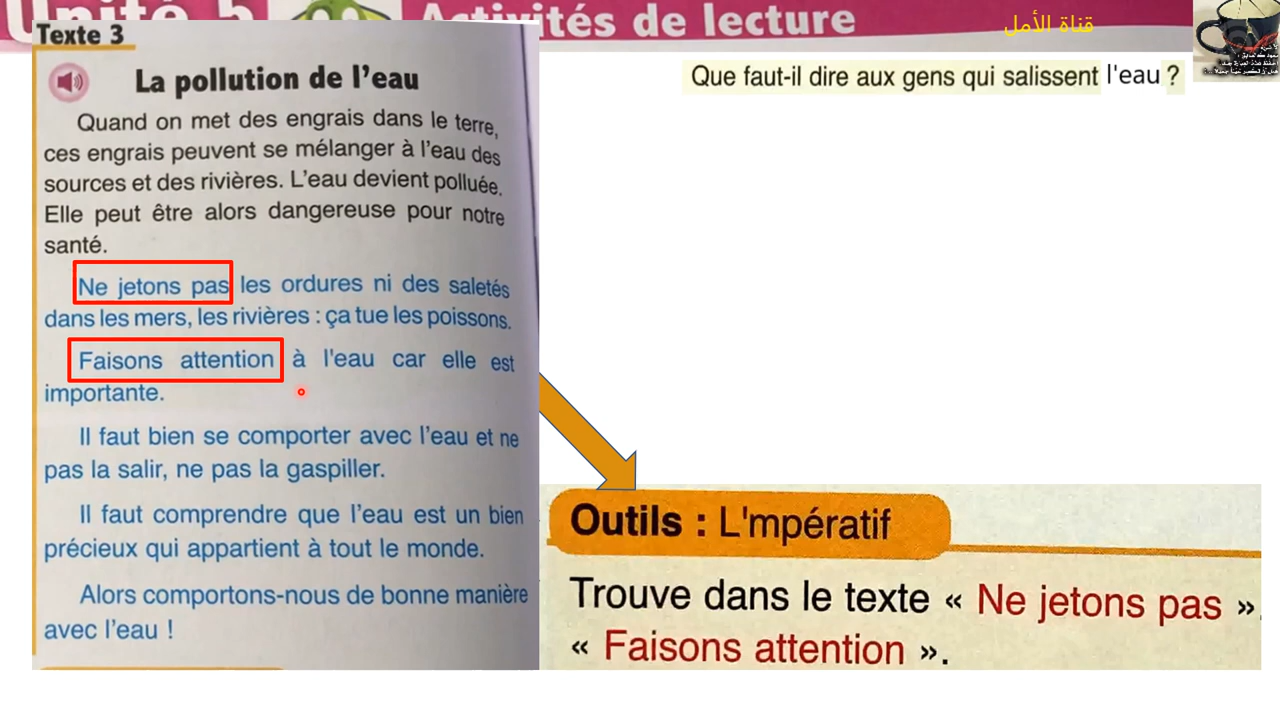 Unité 5
Activités de lecture
قناة الأمل
Texte 3
La pollution de l'eau
Quand on met des engrais dans le terre,
ces engrais peuvent se mélanger à l'eau des
sources et des rivières. L'eau devient polluée.
Elle peut être alors dangereuse pour notre
santé.
Ne jetons pas les ordures ni des saletés
dans les mers, les rivières : ça tue les poissons.
Faisons attention à l'eau car elle est
importante.
Il faut bien se comporter avec l'eau et ne
pas la salir, ne pas la gaspiller.
Il faut comprendre que l'eau est un bien
précieux qui appartient à tout le monde.
Alors comportons-nous de bonne manière
avec l'eau !
Que faut-il dire aux gens qui salissent l'eau ?
Outils : L'mpératif
Trouve dans le texte « Ne jetons pas ».
« Faisons attention ».